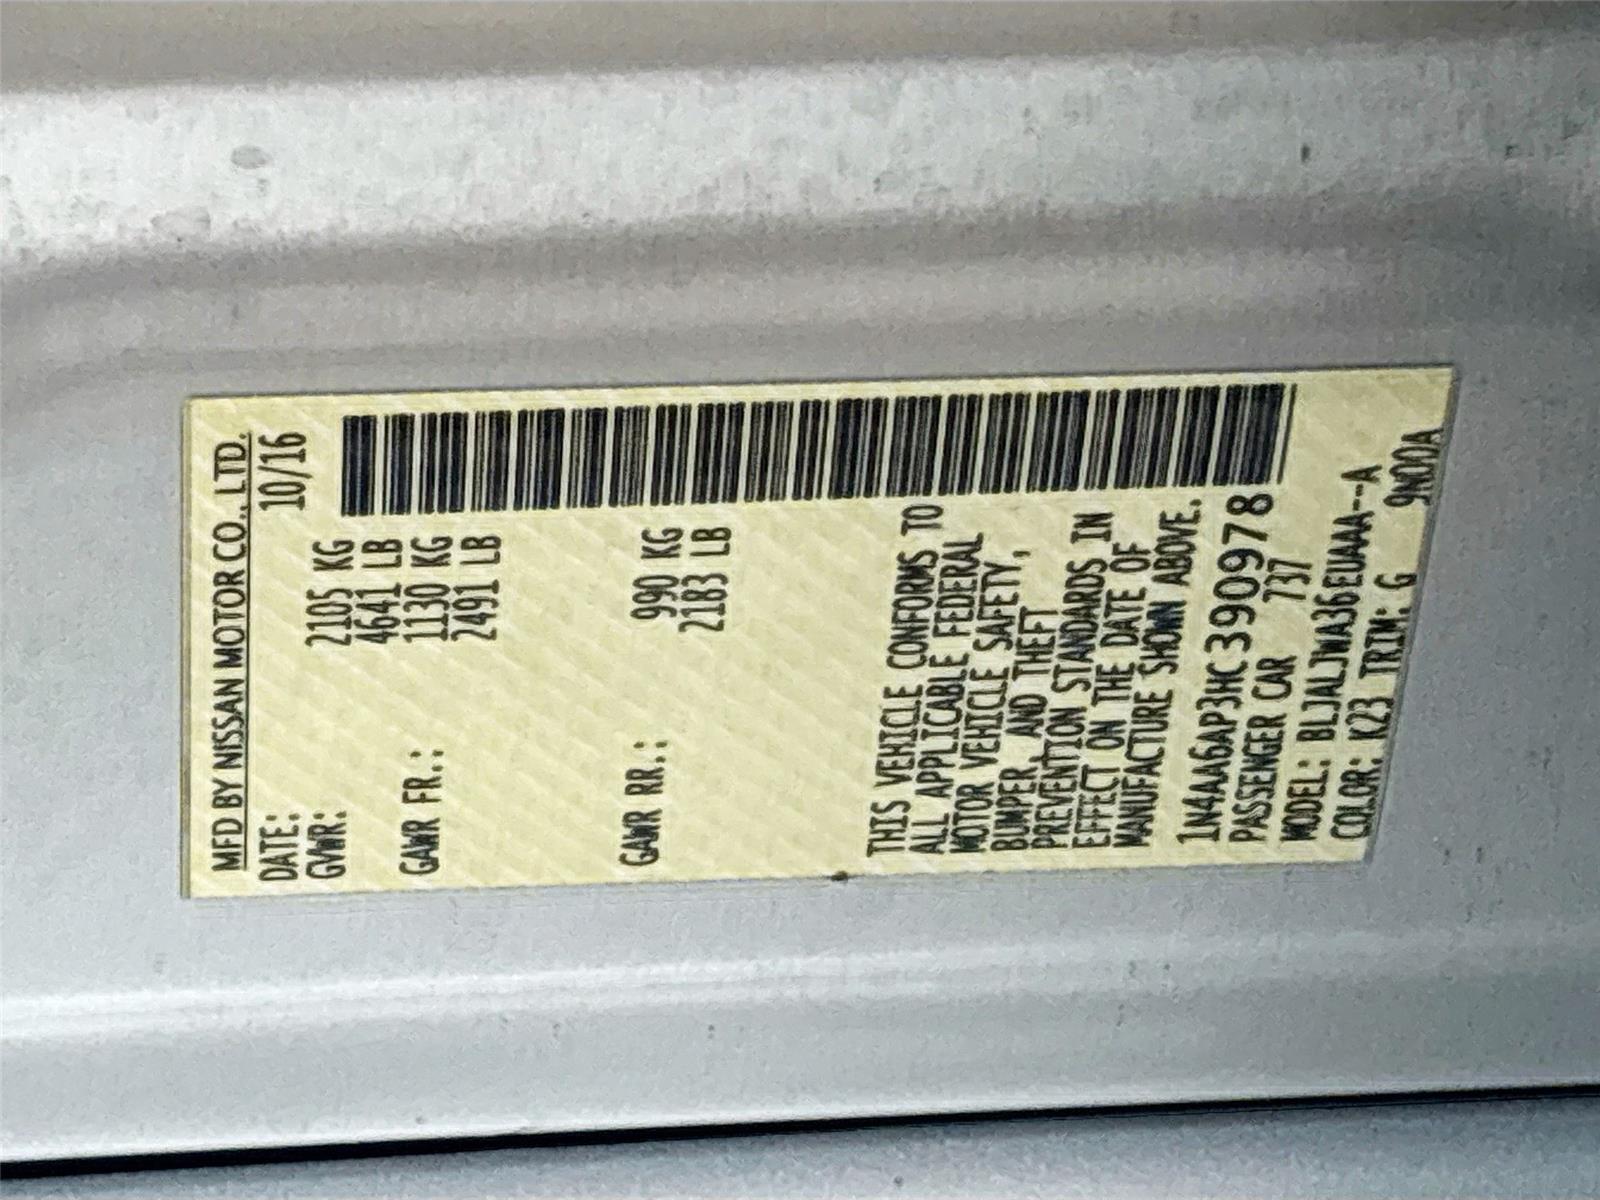 MFD BY NISSAN MOTOR CO., LTD.
DATE: 10/16
GVWR: 2105 KG
4641 LB
GAWR FR.: 1130 KG
2491 LB
GAWR RR.: 990 KG
2183 LB
THIS VEHICLE CONFORMS TO
ALL APPLICABLE FEDERAL
MOTOR VEHICLE SAFETY,
BUMPER, AND THEFT
PREVENTION STANDARDS IN
EFFECT ON THE DATE OF
MANUFACTURE SHOWN ABOVE.
1N4AA6AP3HC390978
PASSENGER CAR 737
MODEL: BLJALJWA36EUAAA--A
COLOR: K23 TRIM: G 9N00A